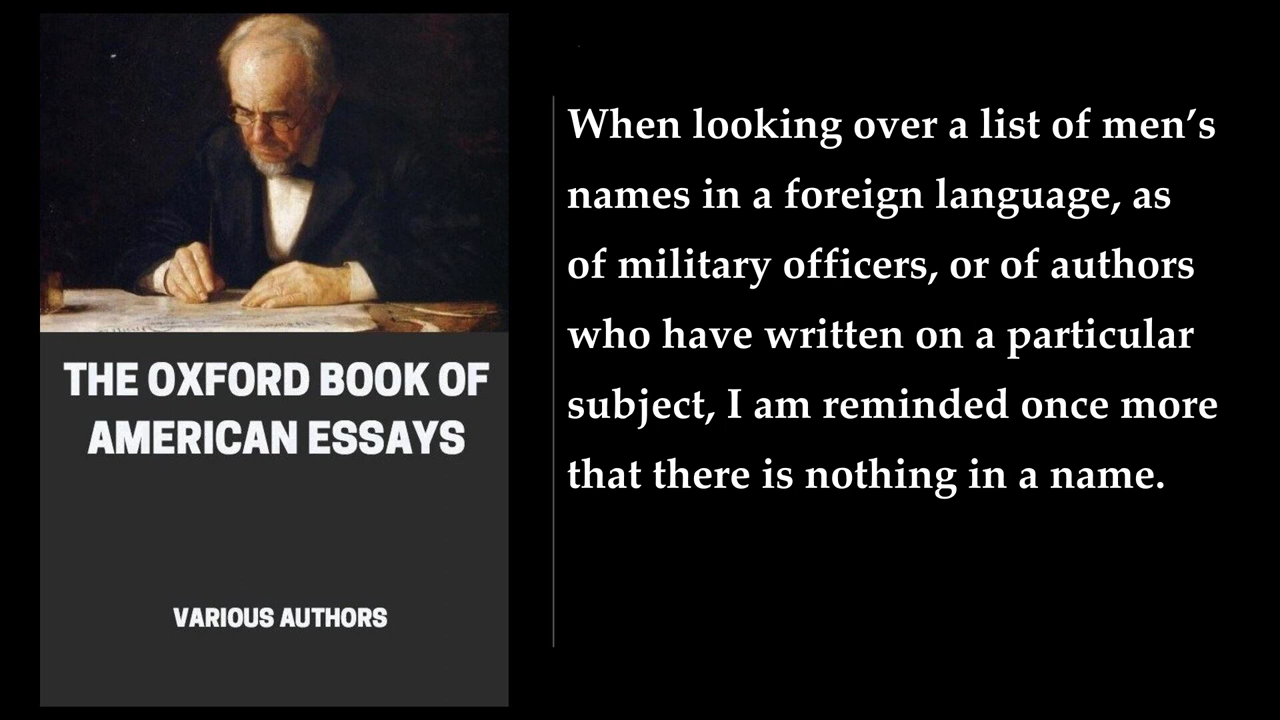 THE OXFORD BOOK OF
AMERICAN ESSAYS
VARIOUS AUTHORS
When looking over a list of men’s
names in a foreign language, as
of military officers, or of authors
who have written on a particular
subject, I am reminded once more
that there is nothing in a name.